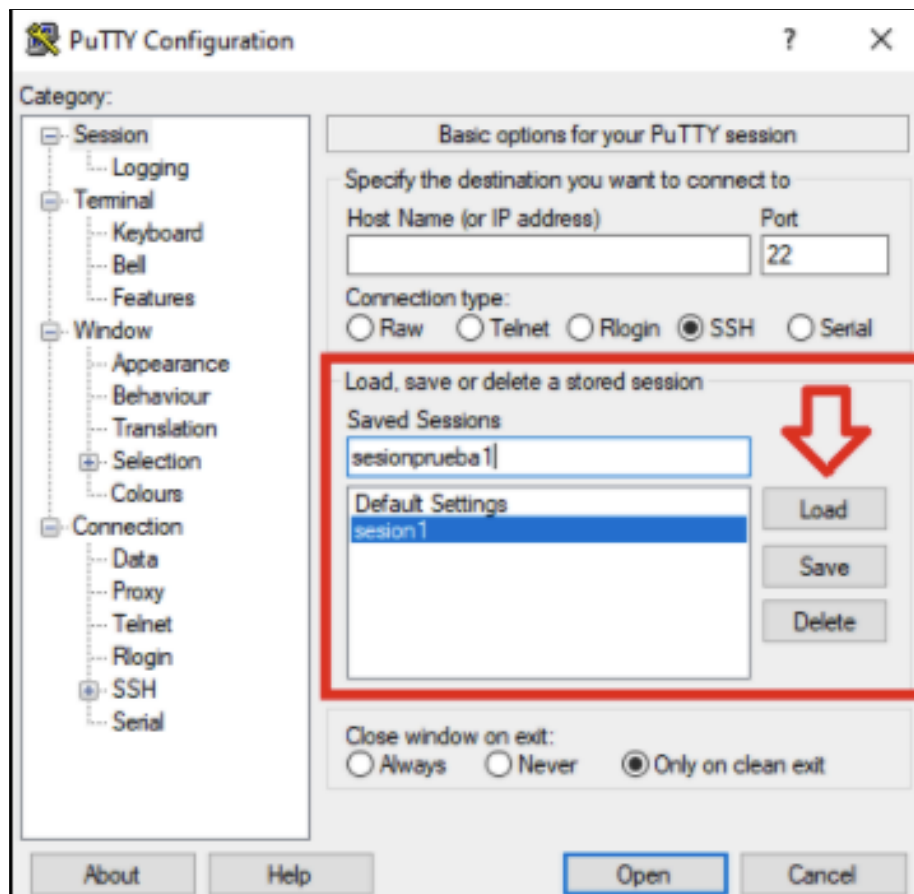 PuTTY Configuration ? X
Category:
Session
Logging
Terminal
Keyboard
Bell
Features
Window
Appearance
Behaviour
Translation
Selection
Colours
Connection
Data
Proxy
Telnet
Rlogin
SSH
Serial
Basic options for your PuTTY session
Specify the destination you want to connect to
Host Name (or IP address) Port
22
Connection type:
Raw Telnet Rlogin SSH Serial
Load, save or delete a stored session
Saved Sessions
sesionprueba1
Default Settings
sesion1
Load
Save
Delete
Close window on exit:
Always Never Only on clean exit
About Help Open Cancel